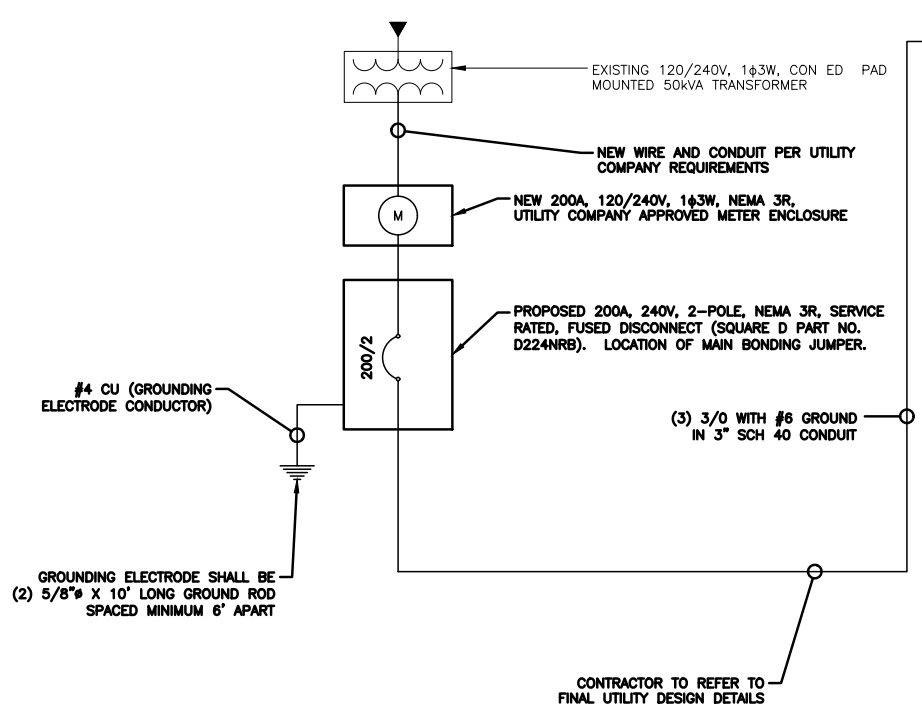 EXISTING 120/240V, 1ϕ3W, CON ED PAD
MOUNTED 50kVA TRANSFORMER
NEW WIRE AND CONDUIT PER UTILITY
COMPANY REQUIREMENTS
NEW 200A, 120/240V, 1ϕ3W, NEMA 3R,
UTILITY COMPANY APPROVED METER ENCLOSURE
M
PROPOSED 200A, 240V, 2-POLE, NEMA 3R, SERVICE
RATED, FUSED DISCONNECT (SQUARE D PART NO.
D224NRB). LOCATION OF MAIN BONDING JUMPER.
200/2
#4 CU (GROUNDING
ELECTRODE CONDUCTOR)
(3) 3/0 WITH #6 GROUND
IN 3" SCH 40 CONDUIT
GROUNDING ELECTRODE SHALL BE
(2) 5/8"ø X 10' LONG GROUND ROD
SPACED MINIMUM 6' APART
CONTRACTOR TO REFER TO
FINAL UTILITY DESIGN DETAILS